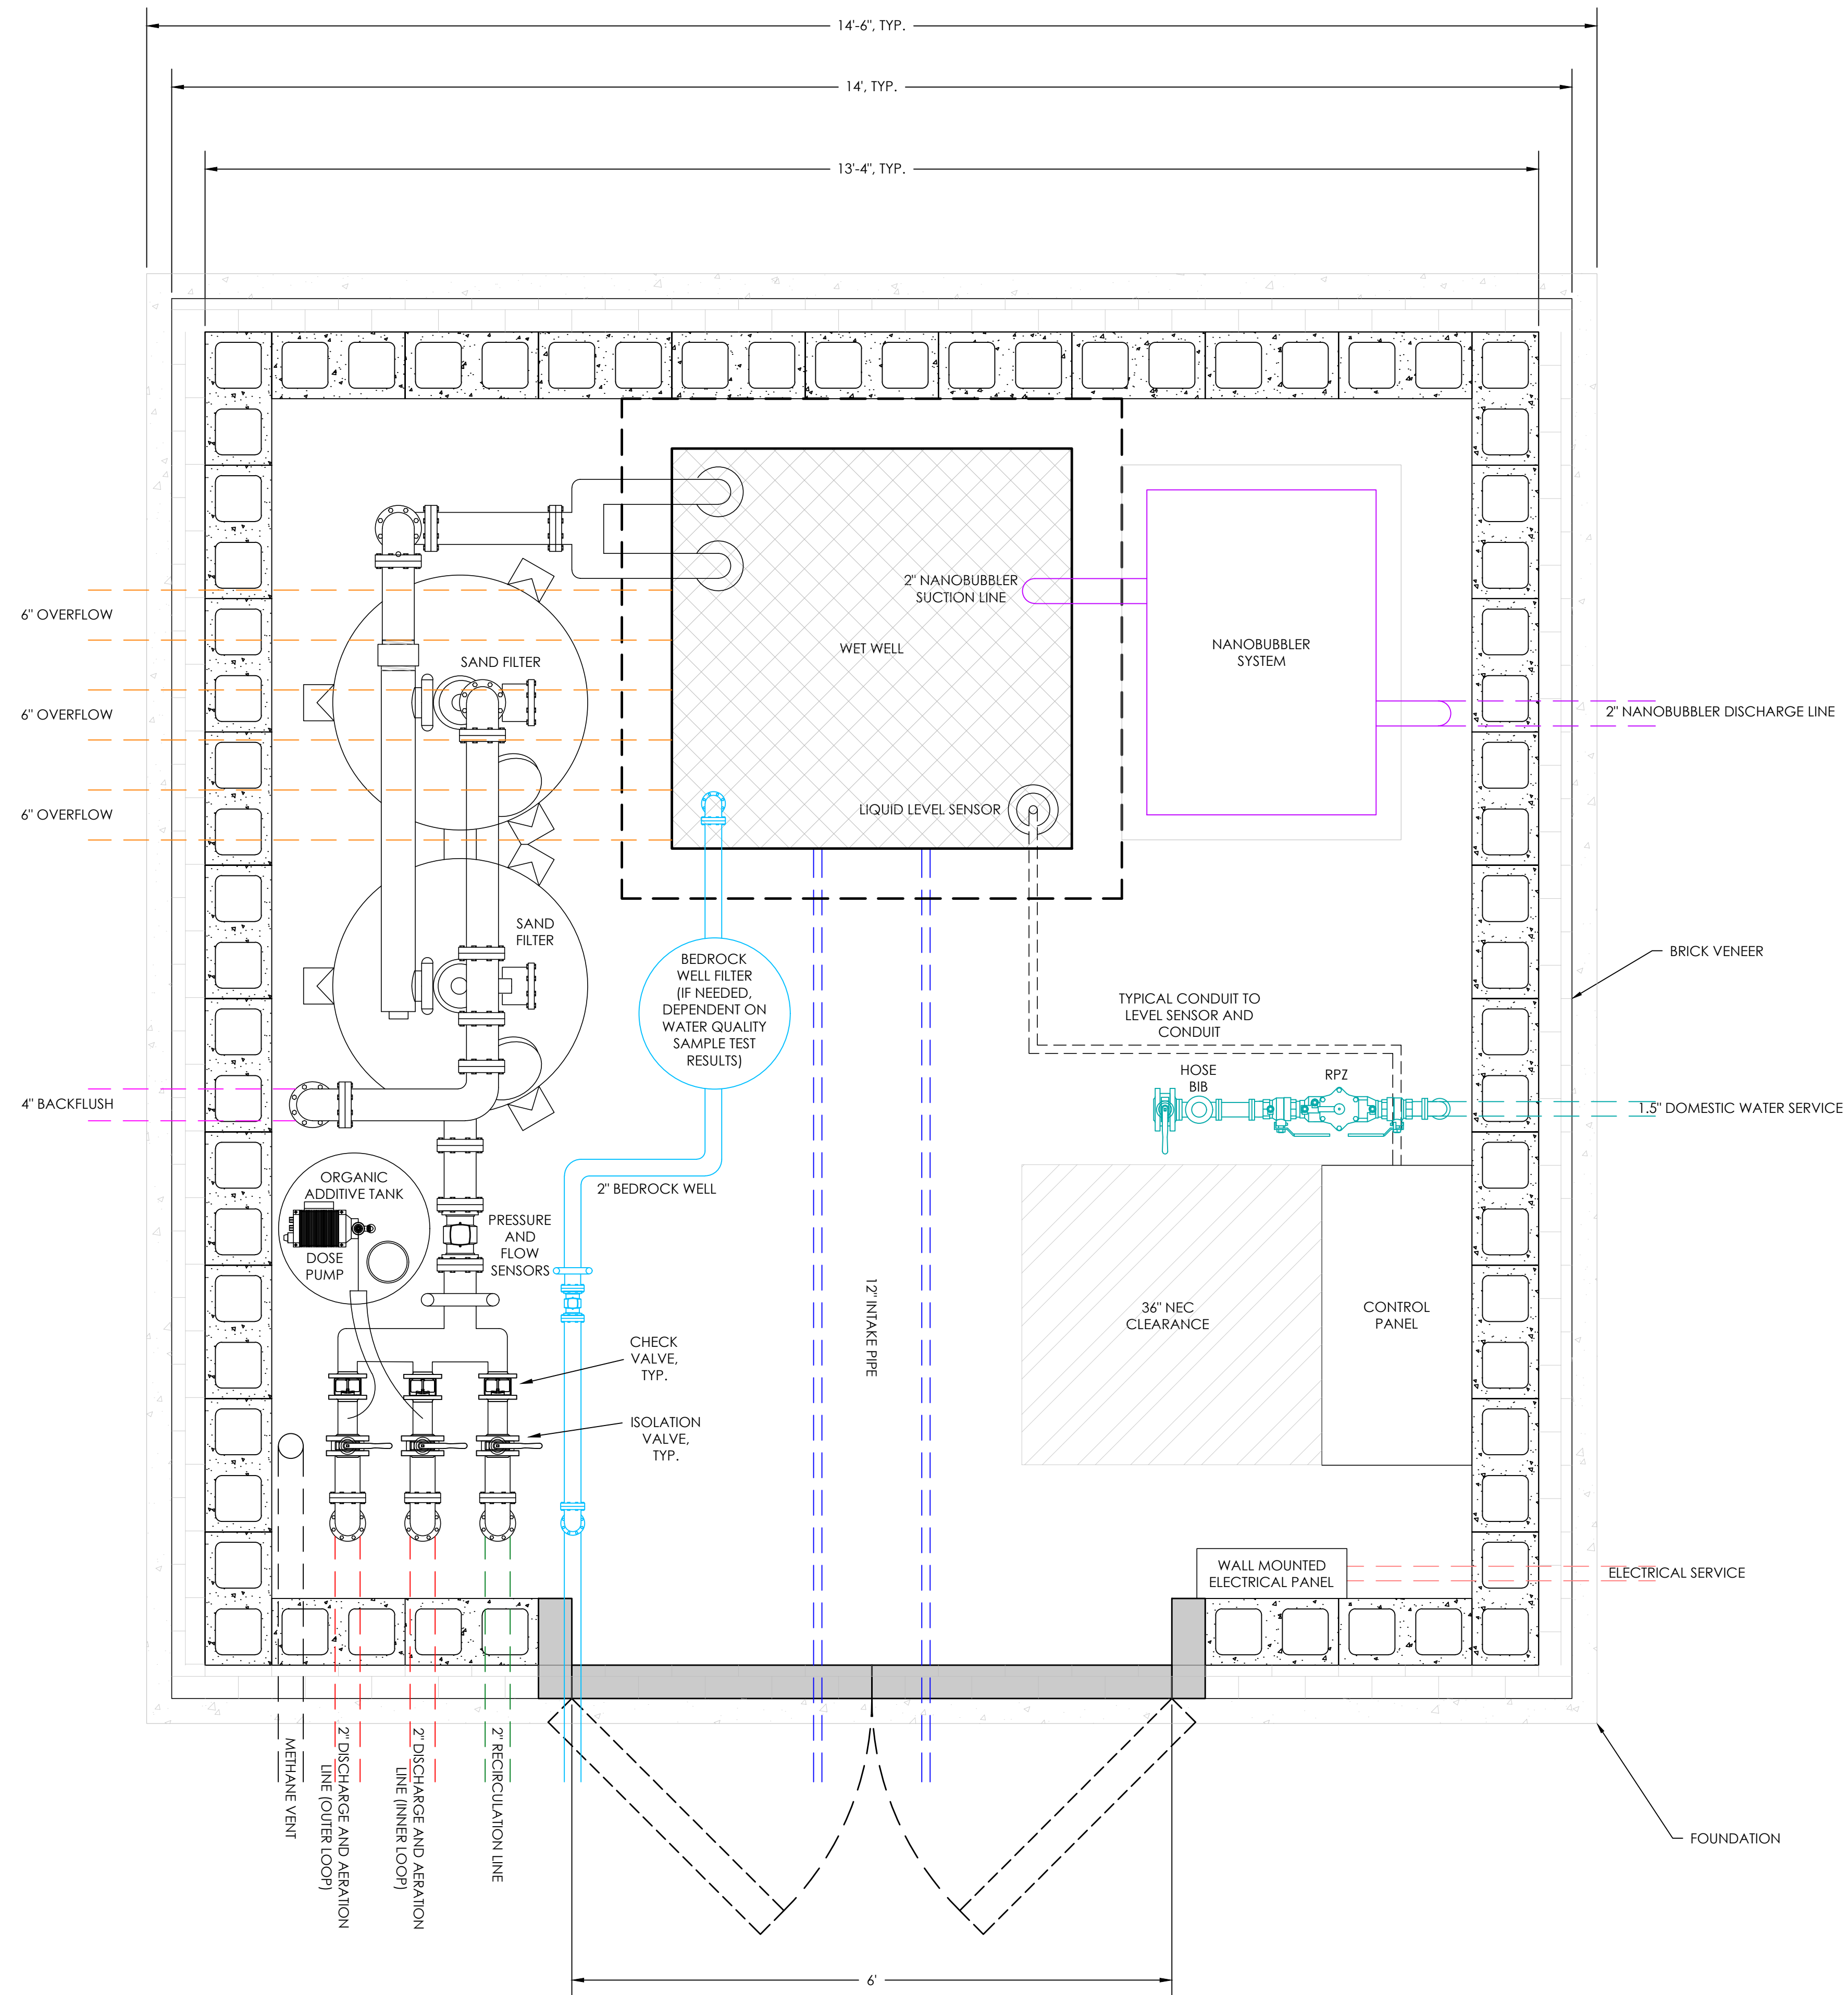 14'-6", TYP.
14', TYP.
13'-4", TYP.
6" OVERFLOW
6" OVERFLOW
6" OVERFLOW
SAND FILTER
2" NANOBUBBLER
SUCTION LINE
WET WELL
NANOBUBBLER
SYSTEM
2" NANOBUBBLER DISCHARGE LINE
LIQUID LEVEL SENSOR
SAND
FILTER
BEDROCK
WELL FILTER
(IF NEEDED,
DEPENDENT ON
WATER QUALITY
SAMPLE TEST
RESULTS)
BRICK VENEER
TYPICAL CONDUIT TO
LEVEL SENSOR AND
CONDUIT
HOSE
BIB
RPZ
4" BACKFLUSH
1.5" DOMESTIC WATER SERVICE
ORGANIC
ADDITIVE TANK
DOSE
PUMP
2" BEDROCK WELL
PRESSURE
AND
FLOW
SENSORS
12" INTAKE PIPE
36" NEC
CLEARANCE
CONTROL
PANEL
CHECK
VALVE,
TYP.
ISOLATION
VALVE,
TYP.
WALL MOUNTED
ELECTRICAL PANEL
ELECTRICAL SERVICE
METHANE VENT
2" DISCHARGE AND AERATION
LINE (OUTER LOOP)
2" DISCHARGE AND AERATION
LINE (INNER LOOP)
2" RECIRCULATION LINE
FOUNDATION
6'